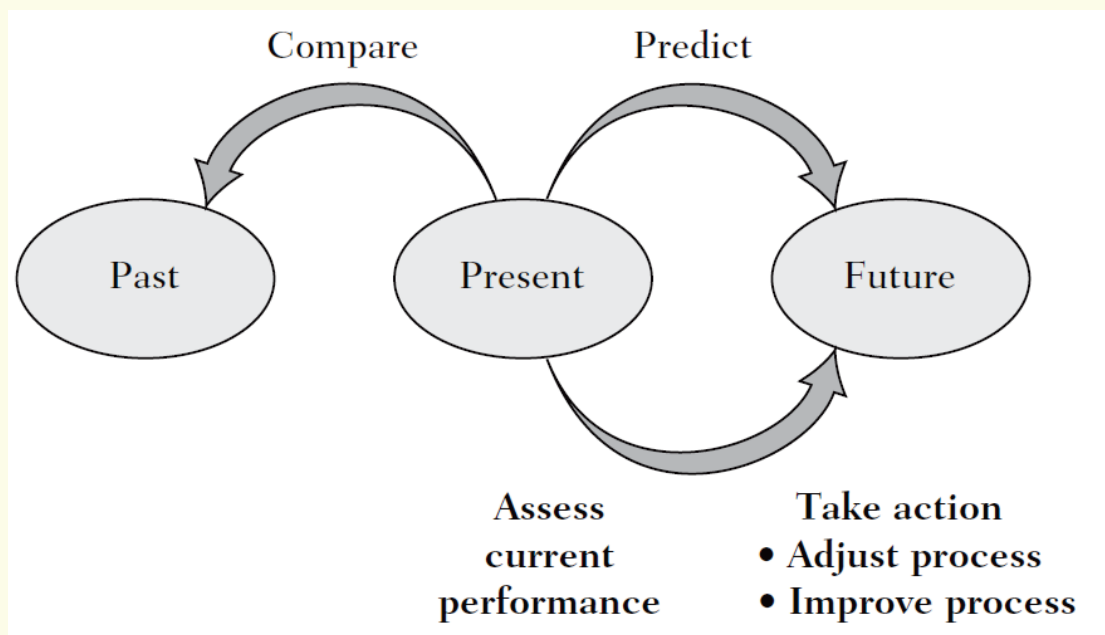 Compare
Predict
Past
Present
Future
Assess
current
performance
Take action
• Adjust process
• Improve process